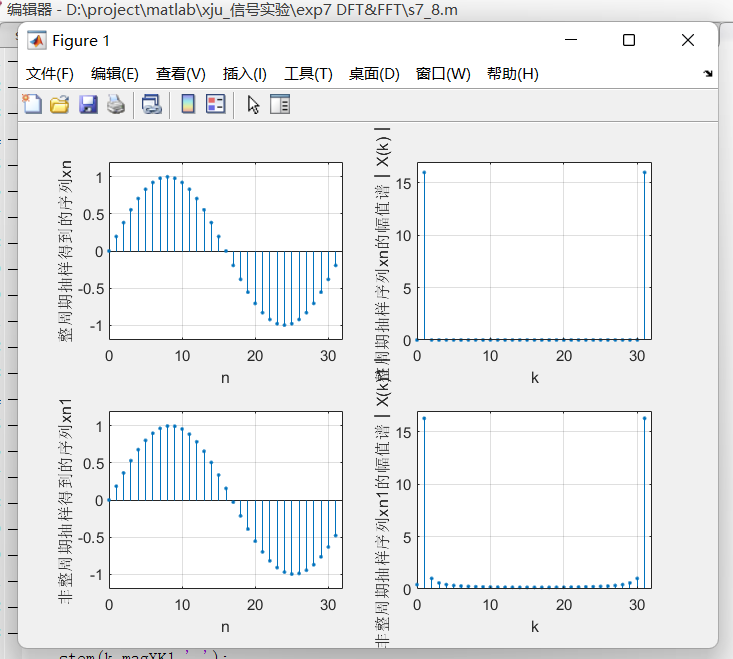 编辑器 - D:\project\matlab\xju_信号实验\exp7 DFT&FFT\s7_8.m
Figure 1
文件(F) 编辑(E) 查看(V) 插入(I) 工具(T) 桌面(D) 窗口(W) 帮助(H)
整周期抽样得到的序列xn
1
0.5
0
-0.5
-1
0 10 20 30
n
整周期抽样序列xn的幅值谱 | X(k) |
15
10
5
0
0 10 20 30
k
非整周期抽样得到的序列xn1
1
0.5
0
-0.5
-1
0 10 20 30
n
非整周期抽样序列xn1的幅值谱 | X(k)
15
10
5
0
0 10 20 30
k